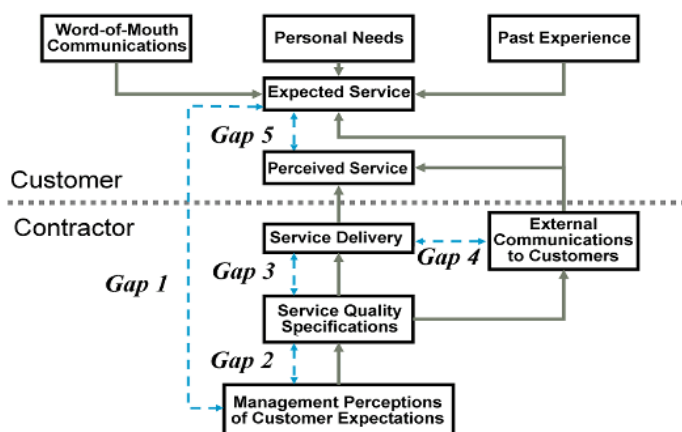 Word-of-Mouth
Communications
Personal Needs
Past Experience
Expected Service
Gap 5
Perceived Service
Customer
Contractor
Service Delivery
External
Communications
to Customers
Gap 4
Gap 3
Gap 1
Service Quality
Specifications
Gap 2
Management Perceptions
of Customer Expectations